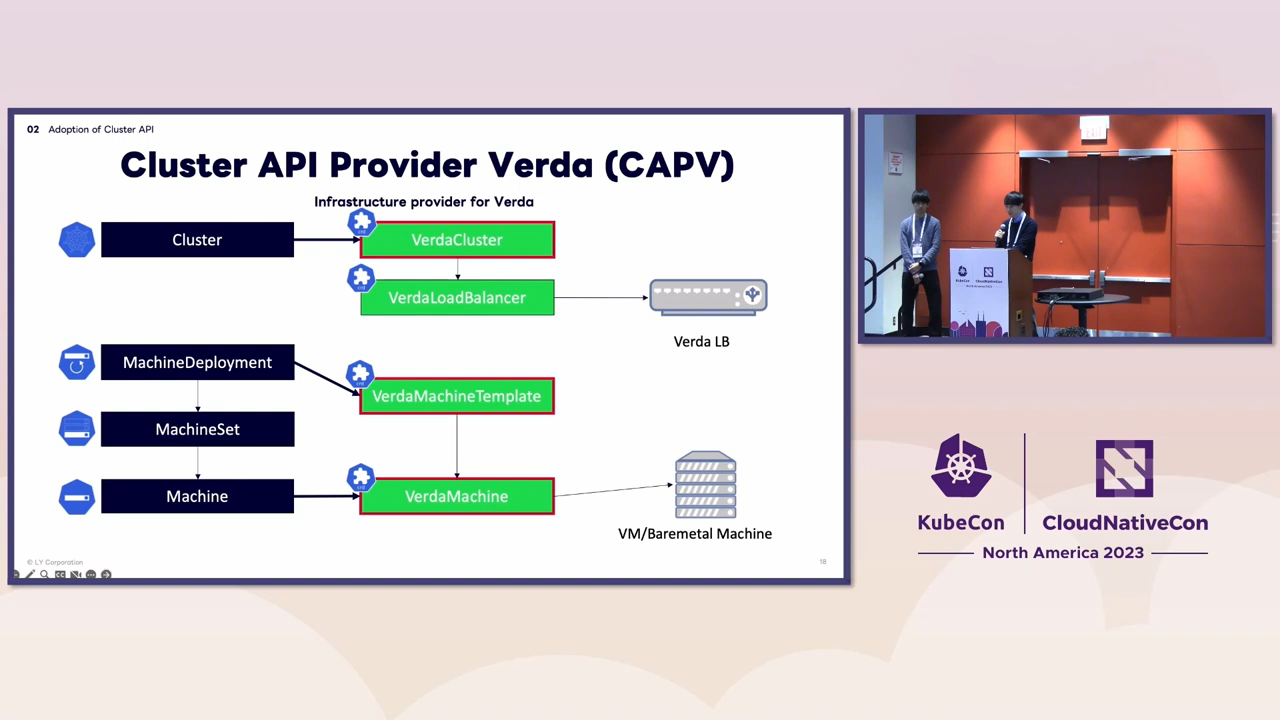 02 Adoption of Cluster API
Cluster API Provider Verda (CAPV)
Infrastructure provider for Verda
Cluster
VerdaCluster
VerdaLoadBalancer
Verda LB
MachineDeployment
VerdaMachineTemplate
MachineSet
Machine
VerdaMachine
VM/Baremetal Machine
© LY Corporation
18
KubeCon
CloudNativeCon
North America 2023